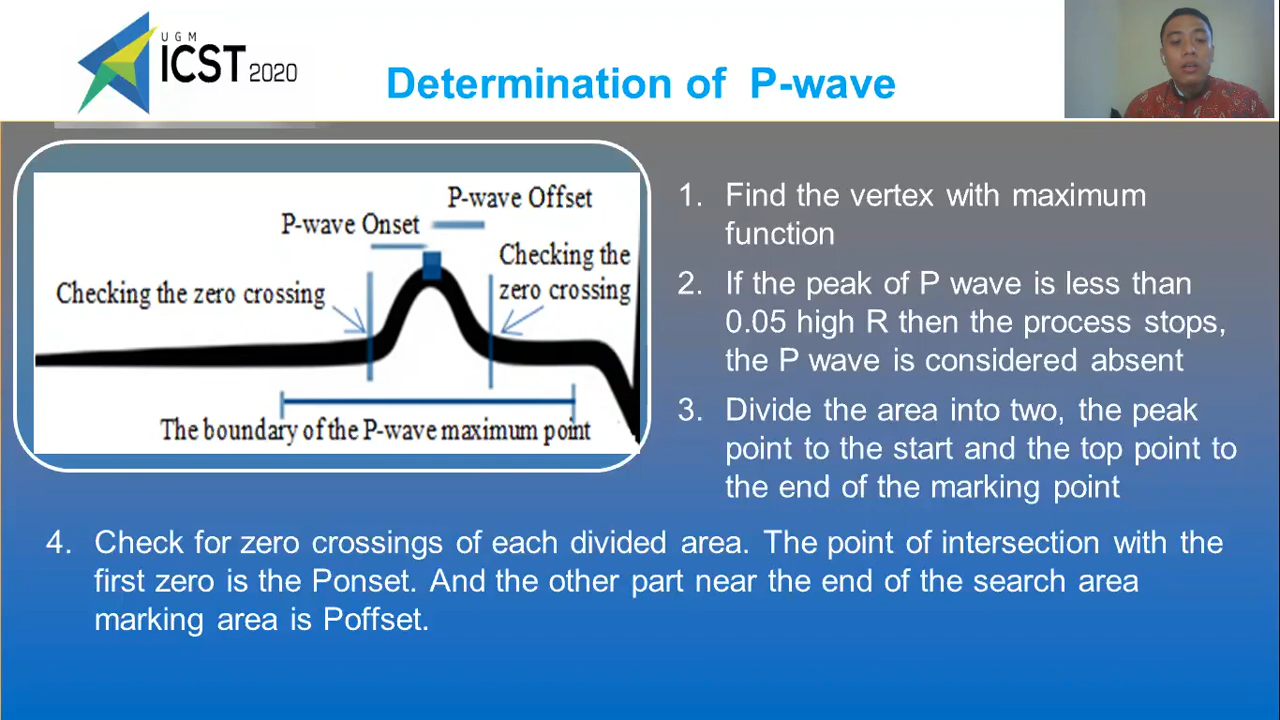 UGM
ICST 2020
Determination of P-wave
P-wave Offset
P-wave Onset
Checking the
zero crossing
Checking the zero crossing
The boundary of the P-wave maximum point
1. Find the vertex with maximum
function
2. If the peak of P wave is less than
0.05 high R then the process stops,
the P wave is considered absent
3. Divide the area into two, the peak
point to the start and the top point to
the end of the marking point
4. Check for zero crossings of each divided area. The point of intersection with the
first zero is the Ponset. And the other part near the end of the search area
marking area is Poffset.